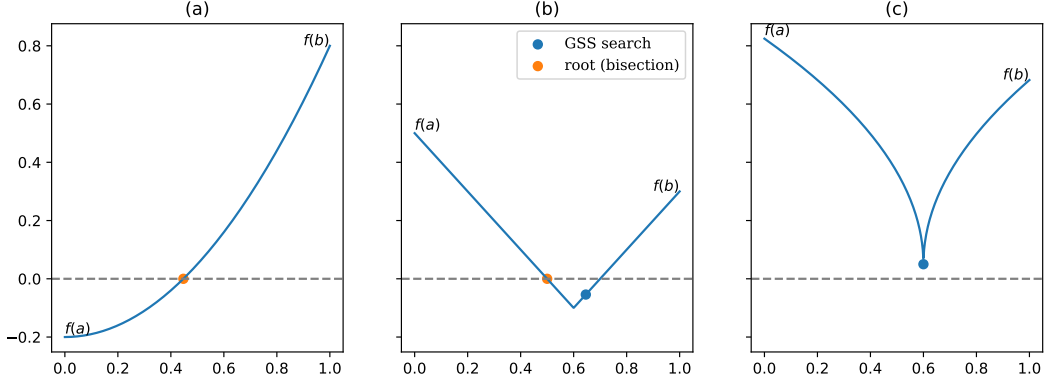 (a)
f(b)
f(a)
0.8
0.6
0.4
0.2
0.0
−0.2
0.0 0.2 0.4 0.6 0.8 1.0
(b)
GSS search
root (bisection)
f(a)
f(b)
0.0 0.2 0.4 0.6 0.8 1.0
(c)
f(a)
f(b)
0.0 0.2 0.4 0.6 0.8 1.0